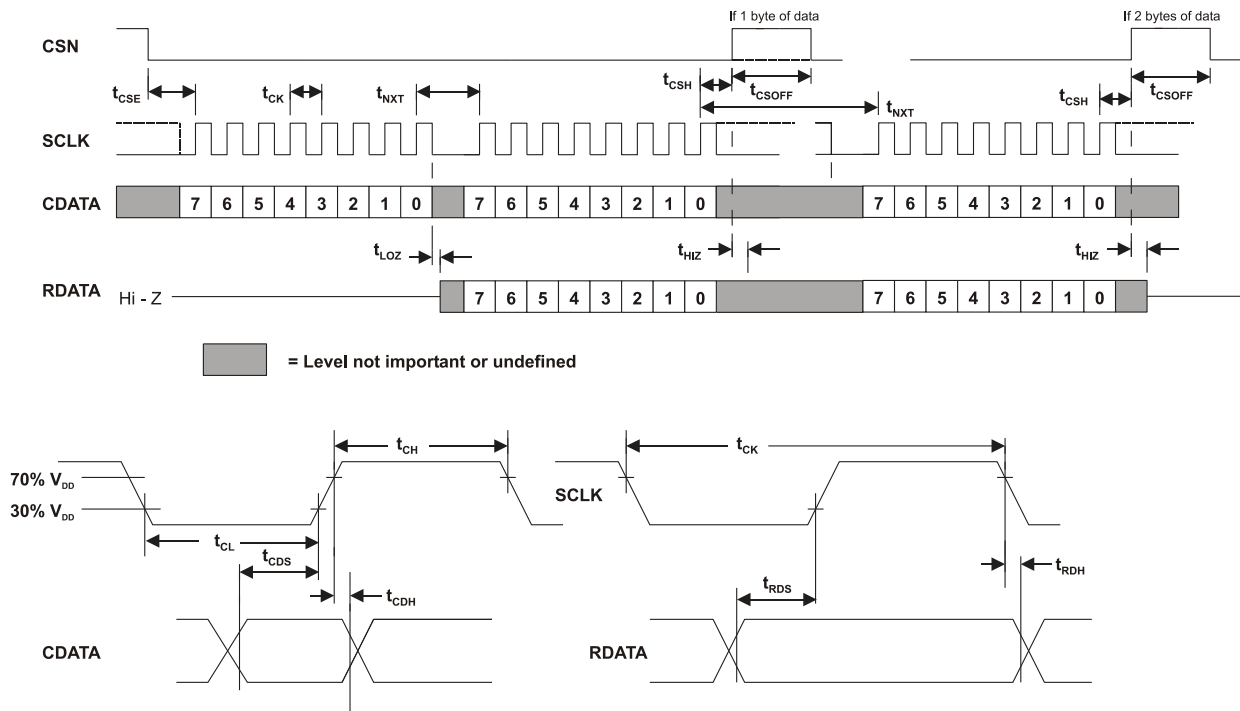 If 1 byte of data
If 2 bytes of data
CSN
tCSE
tCK
tNXT
tCSH
tCSOFF
tNXT
tCSH
tCSOFF
SCLK
CDATA
7 6 5 4 3 2 1 0
7 6 5 4 3 2 1 0
7 6 5 4 3 2 1 0
tLOZ
tHIZ
tHIZ
RDATA
Hi - Z
7 6 5 4 3 2 1 0
7 6 5 4 3 2 1 0
= Level not important or undefined
tCH
tCK
70% VDD
30% VDD
SCLK
tCL
tCDS
tCDH
tRDS
tRDH
CDATA
RDATA